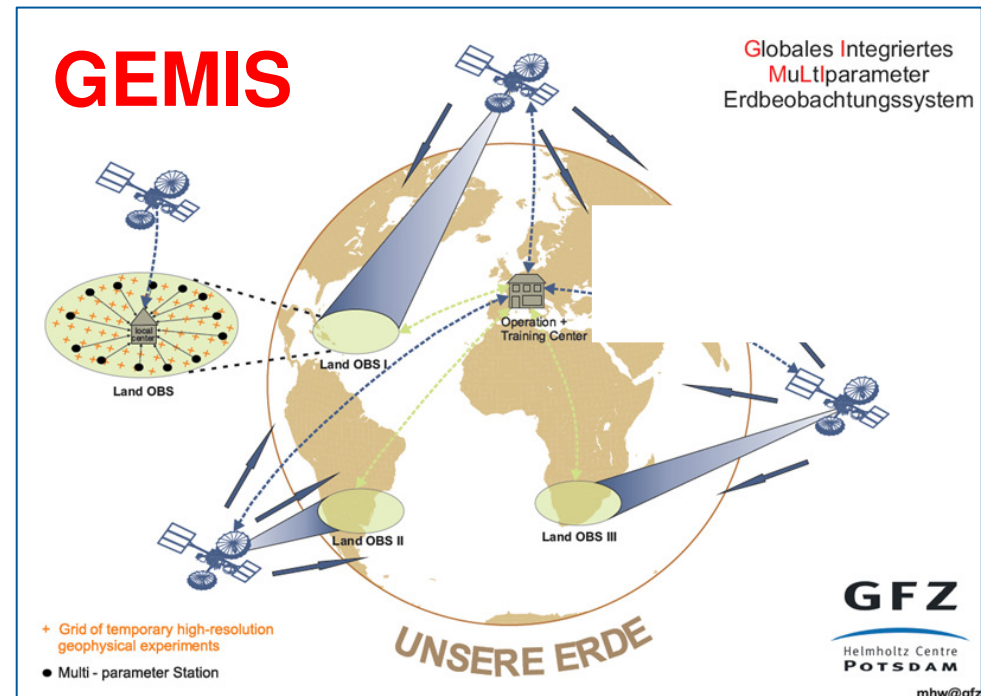 GEMIS
Globales Integriertes
MuLtIparameter
Erdbeobachtungssystem
local
center
Land OBS
Land OBS I
Operation +
Training Center
Land OBS II
Land OBS III
UNSERE ERDE
+ Grid of temporary high-resolution
geophysical experiments
Multi - parameter Station
GFZ
Helmholtz Centre
POTSDAM
mhw@gfz